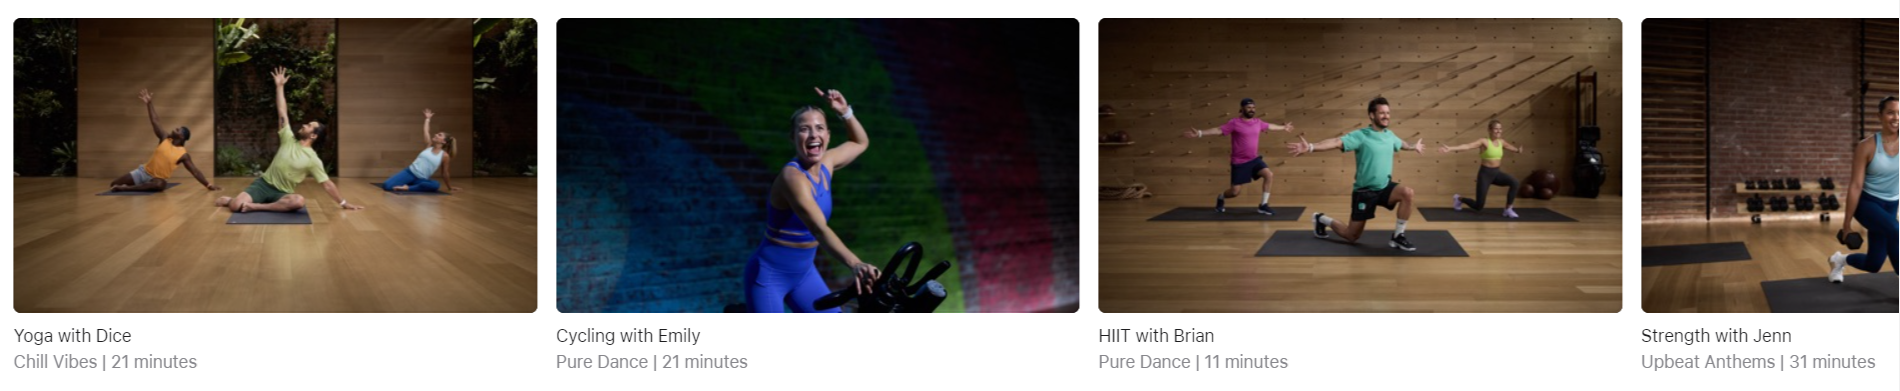 Yoga with Dice
Chill Vibes | 21 minutes
Cycling with Emily
Pure Dance | 21 minutes
HIIT with Brian
Pure Dance | 11 minutes
Strength with Jenn
Upbeat Anthems | 31 minutes